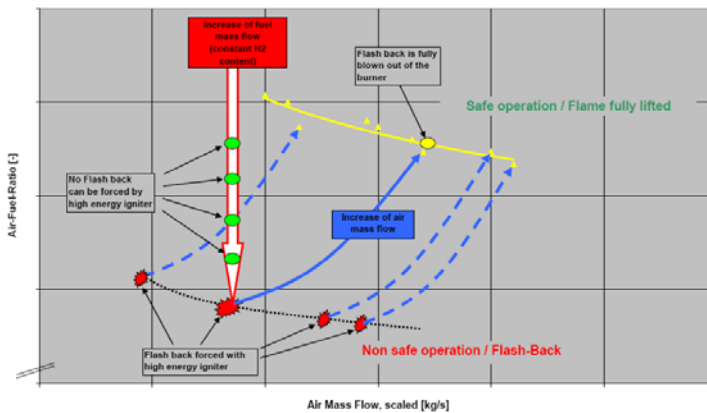 Increase of fuel
mass flow
(constant H2
content)
Flash back is fully
blown out of the
burner
Safe operation / Flame fully lifted
No Flash back
can be forced by
high energy igniter
Increase of air
mass flow
Flash back forced with
high energy igniter
Non safe operation / Flash-Back
Air-Fuel-Ratio [-]
Air Mass Flow, scaled [kg/s]